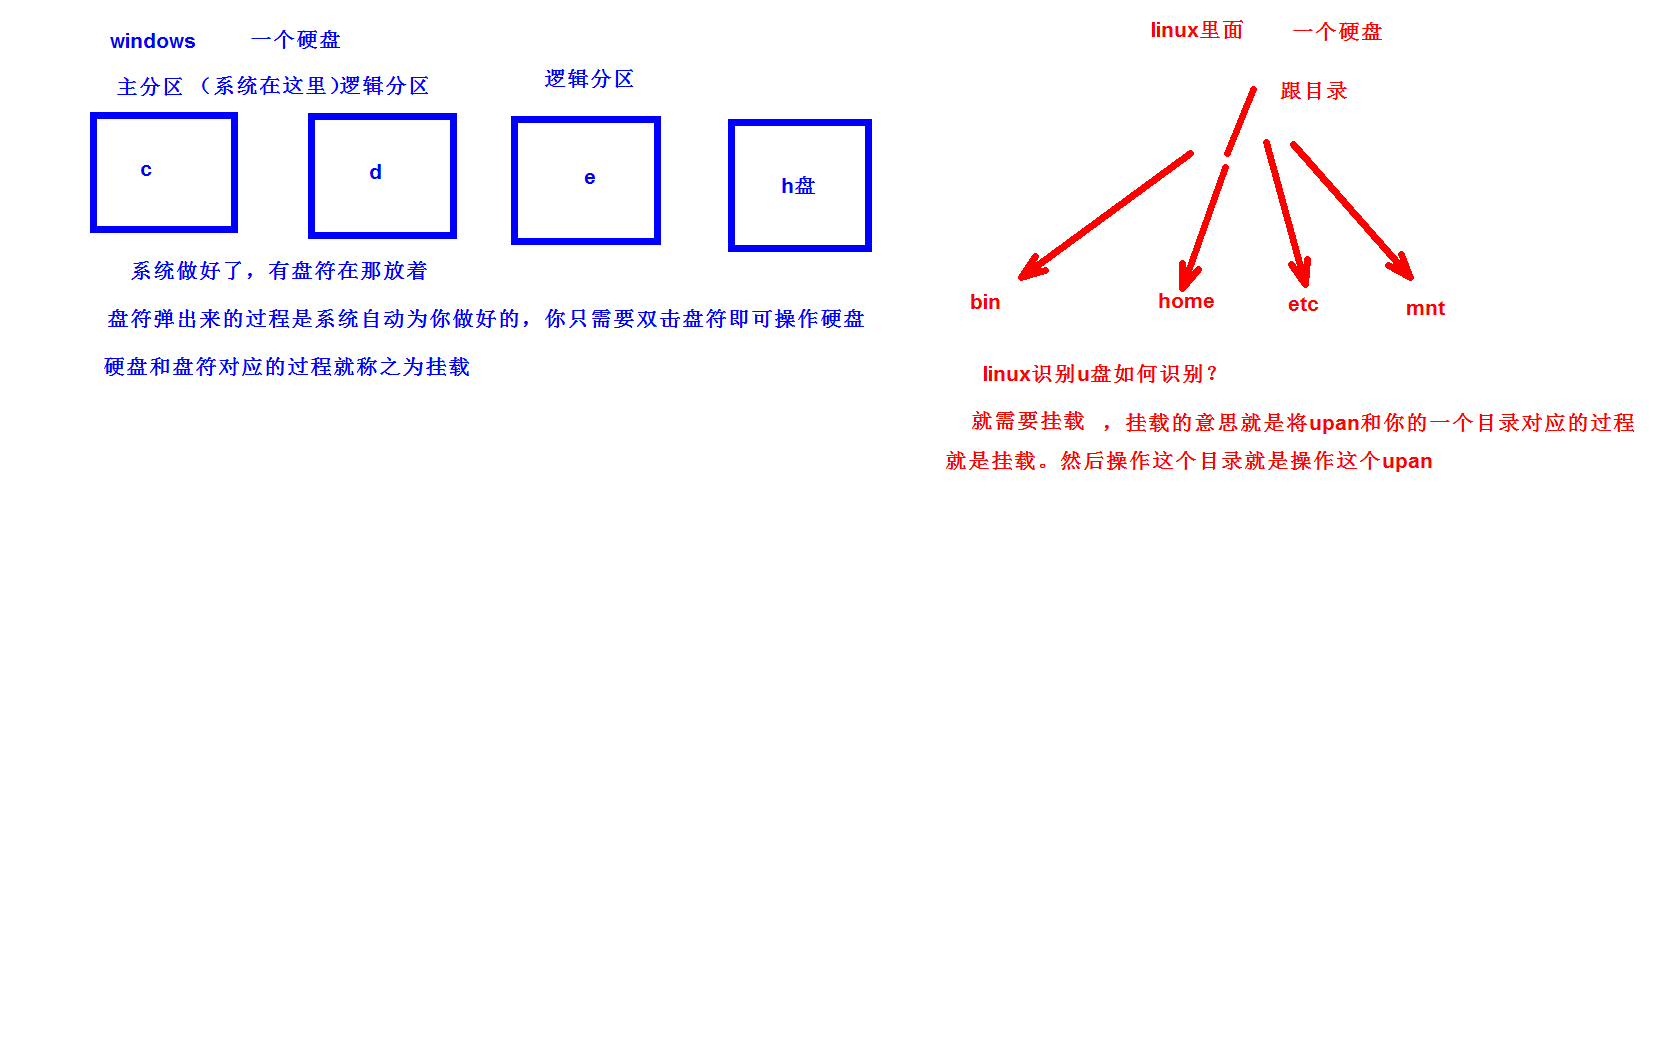 windows 一个硬盘
主分区（系统在这里）逻辑分区 逻辑分区
c d e h盘
系统做好了，有盘符在那放着
盘符弹出来的过程是系统自动为你做好的，你只需要双击盘符即可操作硬盘
硬盘和盘符对应的过程就称之为挂载
linux里面 一个硬盘
跟目录
bin home etc mnt
linux识别u盘如何识别？
就需要挂载 ，挂载的意思就是将upan和你的一个目录对应的过程
就是挂载。然后操作这个目录就是操作这个upan